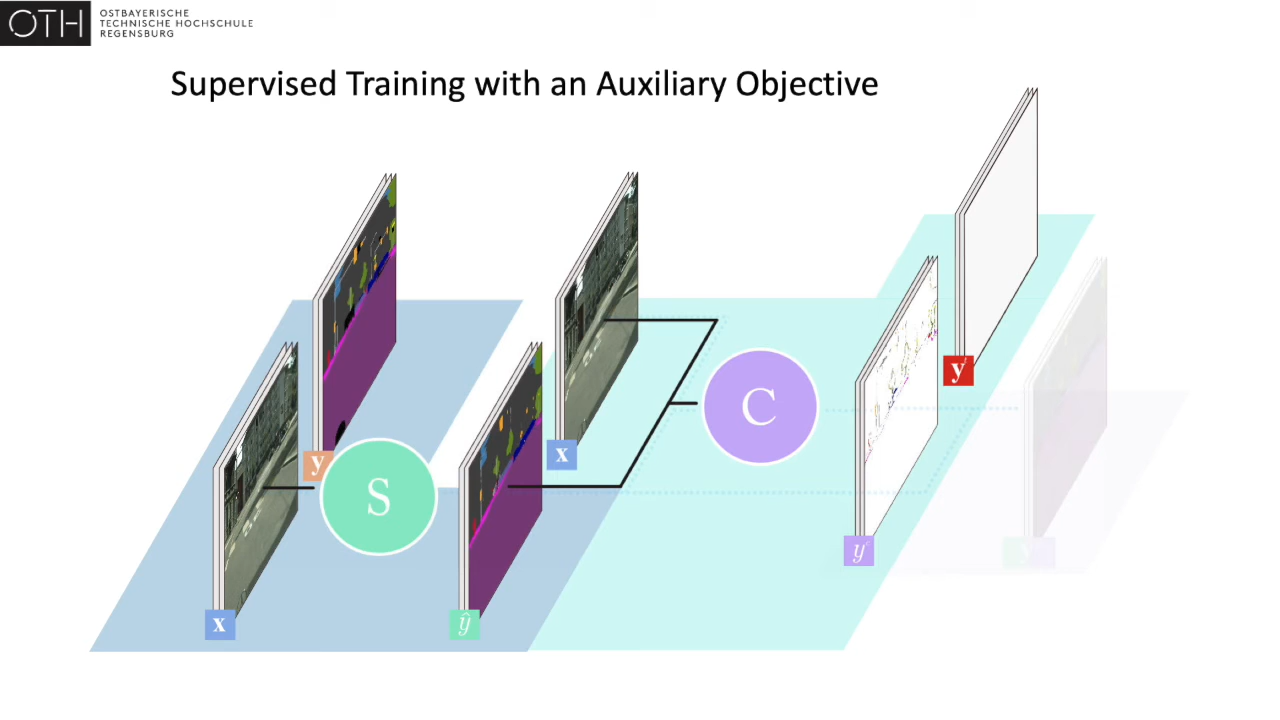 OTH
OSTBAYERISCHE
TECHNISCHE HOCHSCHULE
REGENSBURG
Supervised Training with an Auxiliary Objective
C
y
x
y
S
y
x
ŷ